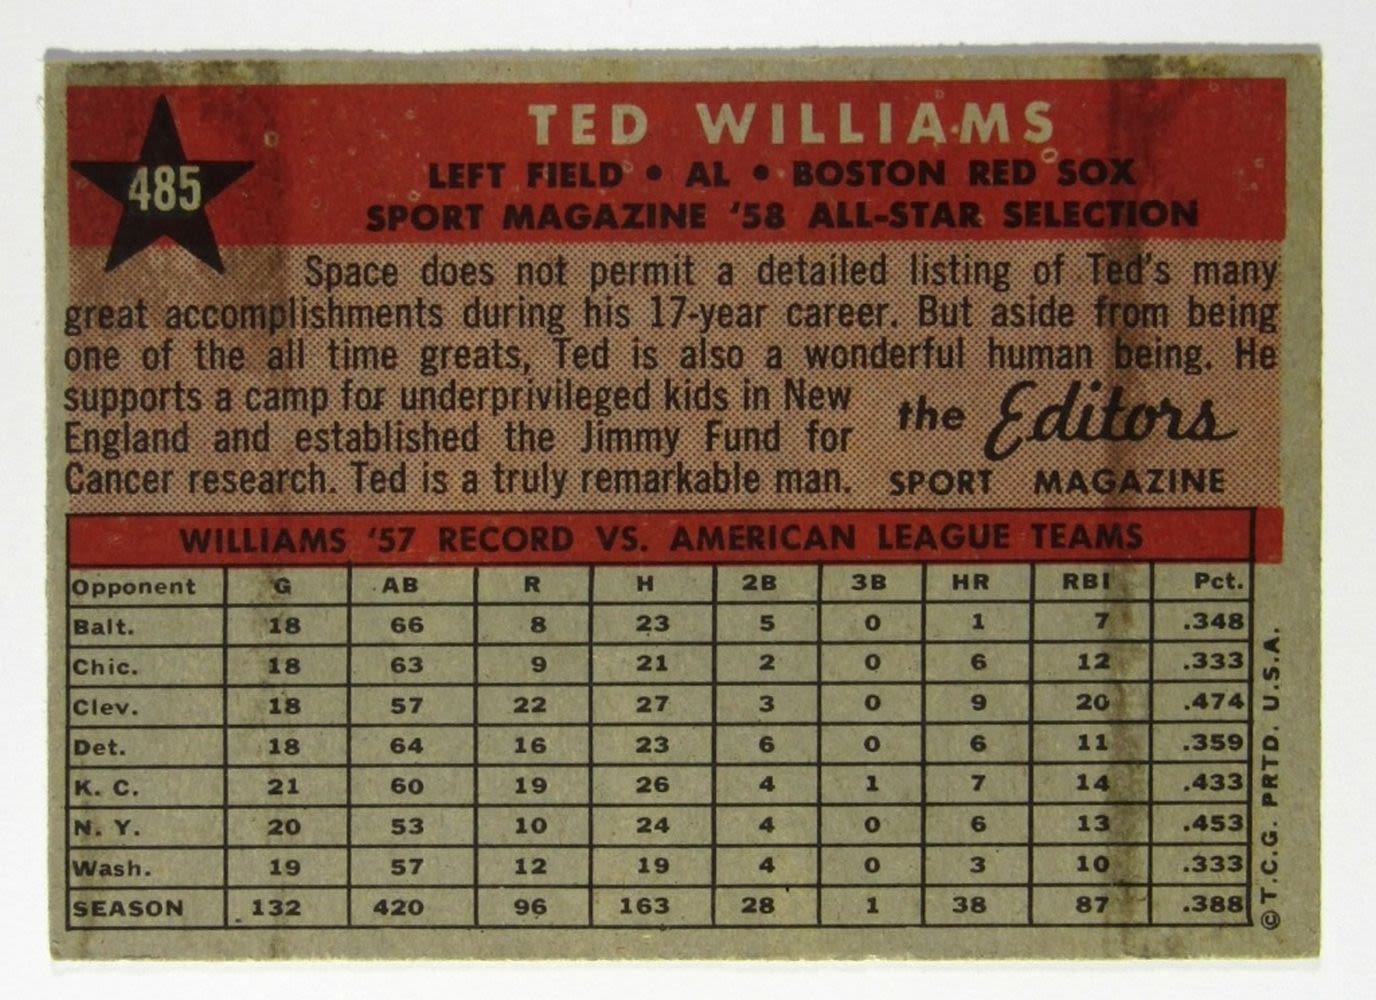 TED WILLIAMS
485
LEFT FIELD • AL • BOSTON RED SOX
SPORT MAGAZINE '58 ALL-STAR SELECTION
Space does not permit a detailed listing of Ted's many
great accomplishments during his 17-year career. But aside from being
one of the all time greats, Ted is also a wonderful human being. He
supports a camp for underprivileged kids in New
England and established the Jimmy Fund for
Cancer research. Ted is a truly remarkable man.
the Editors
SPORT MAGAZINE
WILLIAMS '57 RECORD VS. AMERICAN LEAGUE TEAMS
Opponent G AB R H 2B 3B HR RBI Pct.
Balt. 18 66 8 23 5 0 1 7 .348
Chic. 18 63 9 21 2 0 6 12 .333
Clev. 18 57 22 27 3 0 9 20 .474
Det. 18 64 16 23 6 0 6 11 .359
K. C. 21 60 19 26 4 1 7 14 .433
N. Y. 20 53 10 24 4 0 6 13 .453
Wash. 19 57 12 19 4 0 3 10 .333
SEASON 132 420 96 163 28 1 38 87 .388
© T.C.G. PRTD. U.S.A.